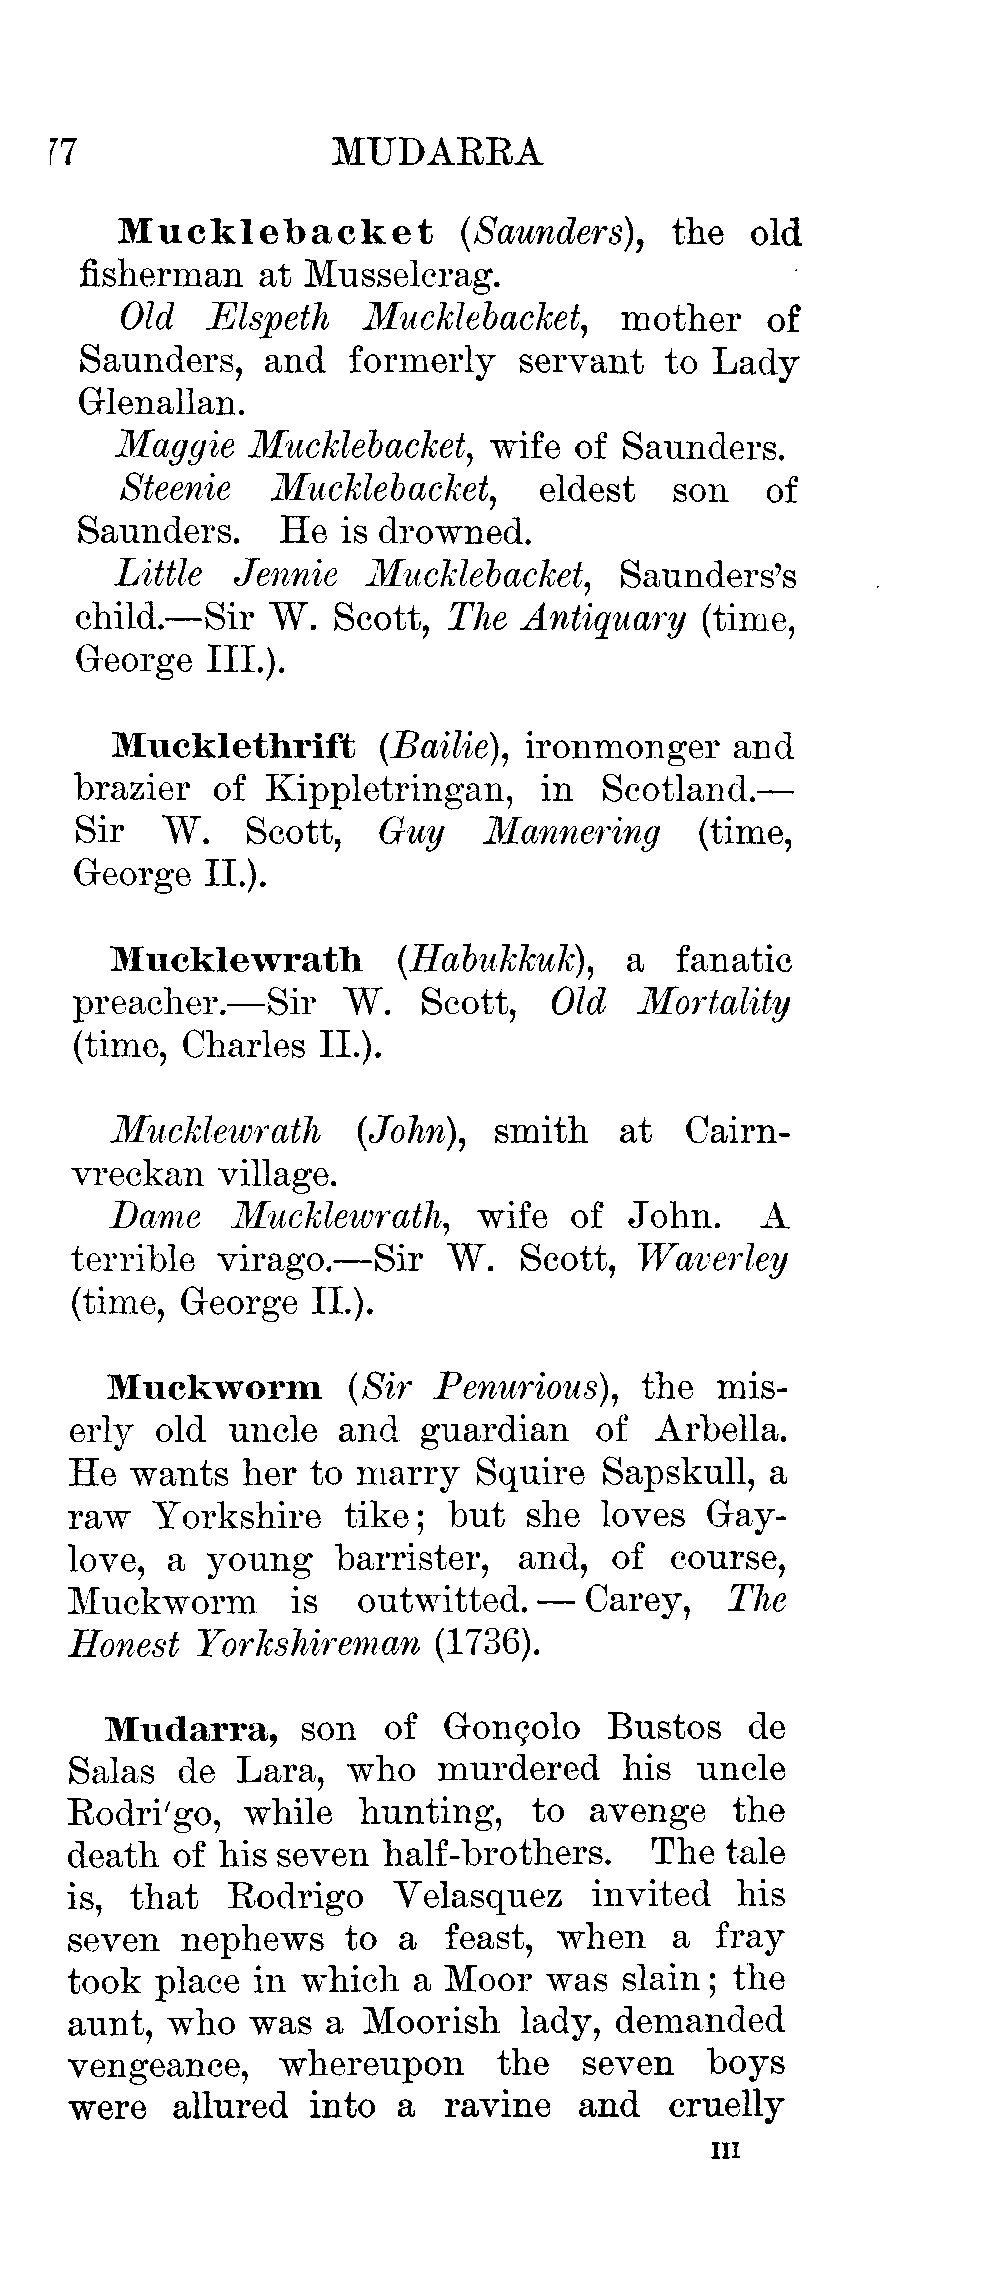 77 MUDARRA
Mucklebacket (Saunders), the old
fisherman at Musselcrag.
Old Elspeth Mucklebacket, mother of
Saunders, and formerly servant to Lady
Glenallan.
Maggie Mucklebacket, wife of Saunders.
Steenie Mucklebacket, eldest son of
Saunders. He is drowned.
Little Jennie Mucklebacket, Saunders's
child.—Sir W. Scott, The Antiquary (time,
George III.).
Mucklethrift (Bailie), ironmonger and
brazier of Kippletringan, in Scotland.—
Sir W. Scott, Guy Mannering (time,
George II.).
Mucklewrath (Habukkuk), a fanatic
preacher.—Sir W. Scott, Old Mortality
(time, Charles II.).
Mucklewrath (John), smith at Cairn-
vreckan village.
Dame Mucklewrath, wife of John. A
terrible virago.—Sir W. Scott, Waverley
(time, George II.).
Muckworm (Sir Penurious), the mis-
erly old uncle and guardian of Arbella.
He wants her to marry Squire Sapskull, a
raw Yorkshire tike; but she loves Gay-
love, a young barrister, and, of course,
Muckworm is outwitted.—Carey, The
Honest Yorkshireman (1736).
Mudarra, son of Gonçolo Bustos de
Salas de Lara, who murdered his uncle
Rodri'go, while hunting, to avenge the
death of his seven half-brothers. The tale
is, that Rodrigo Velasquez invited his
seven nephews to a feast, when a fray
took place in which a Moor was slain; the
aunt, who was a Moorish lady, demanded
vengeance, whereupon the seven boys
were allured into a ravine and cruelly
III